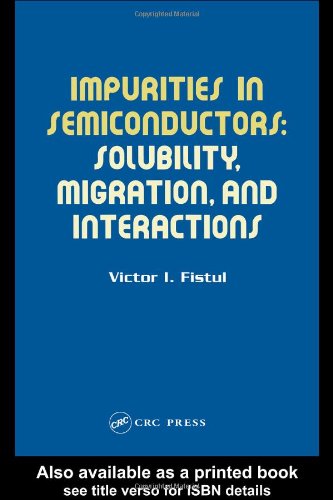 IMPURITIES IN
SEMICONDUCTORS:
SOLUBILITY,
MIGRATION, AND
INTERACTIONS
Victor I. Fistul
CRC
CRC PRESS
Also available as a printed book
see title verso for ISBN details